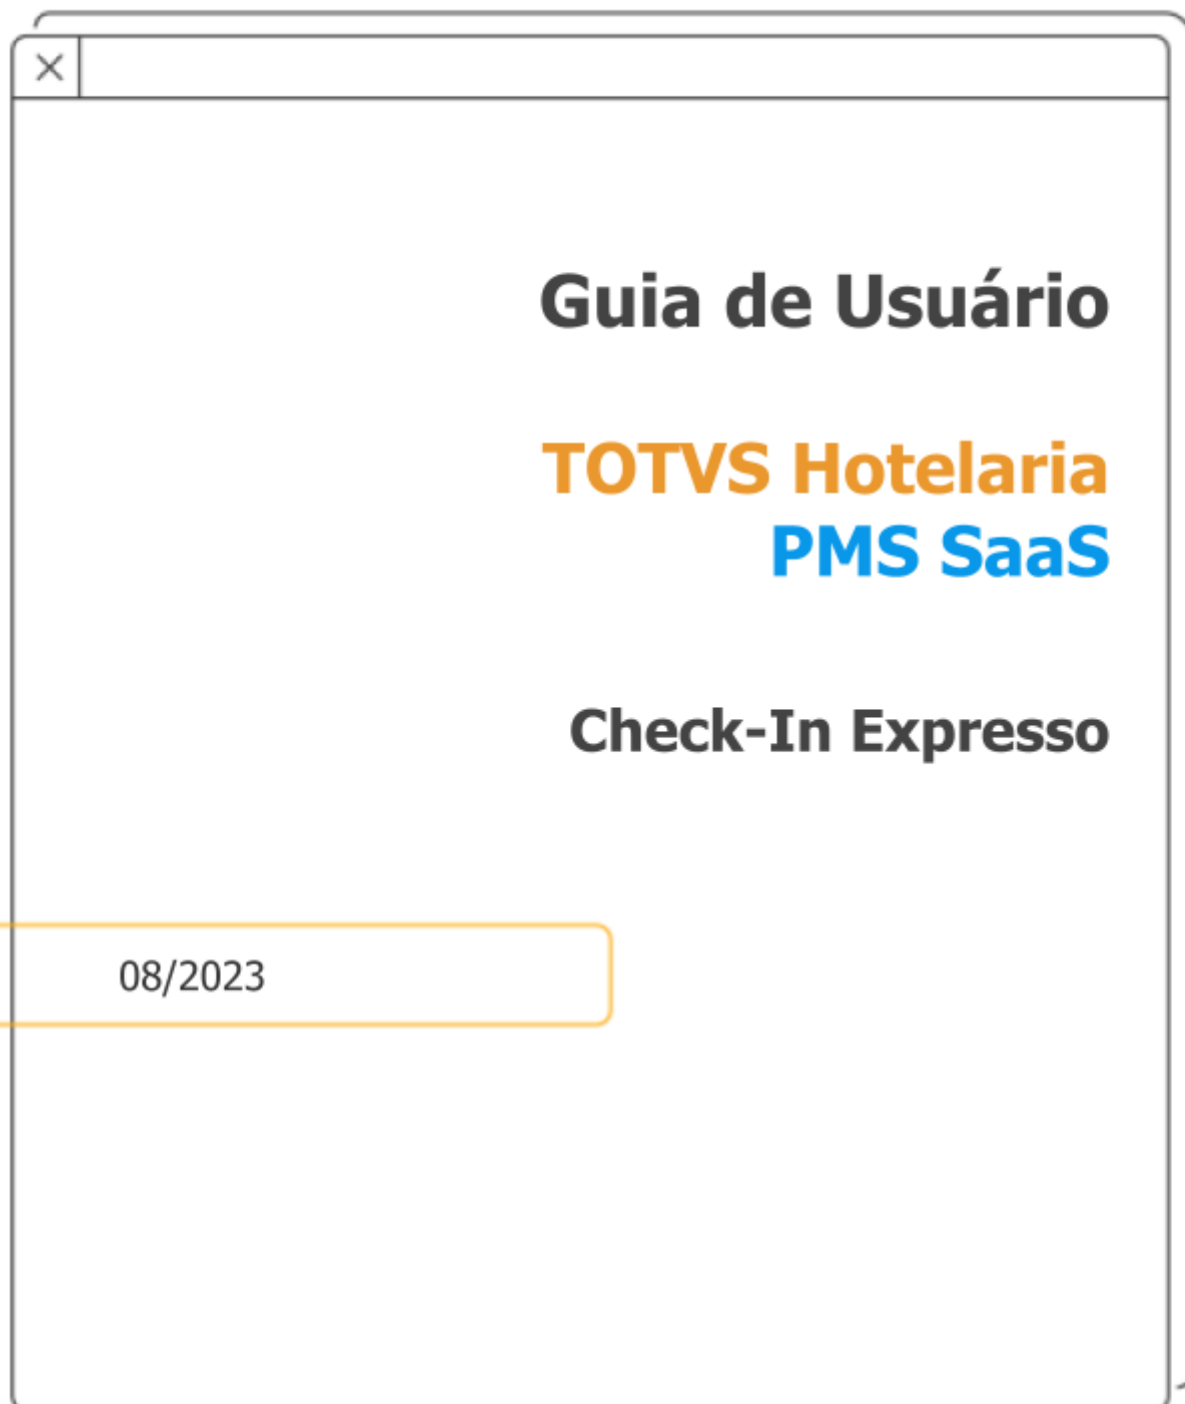 Guia de Usuário
TOTVS Hotelaria
PMS SaaS
Check-In Expresso
08/2023